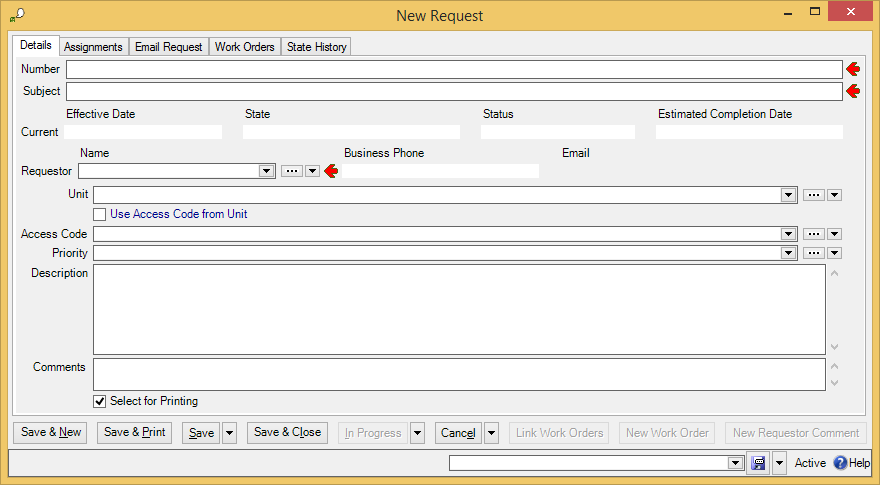 New Request
Details Assignments Email Request Work Orders State History
Number
Subject
Effective Date State Status Estimated Completion Date
Current
Name Business Phone Email
Requestor
Unit
Use Access Code from Unit
Access Code
Priority
Description
Comments
Select for Printing
Save & New Save & Print Save Save & Close In Progress Cancel Link Work Orders New Work Order New Requestor Comment
Active Help